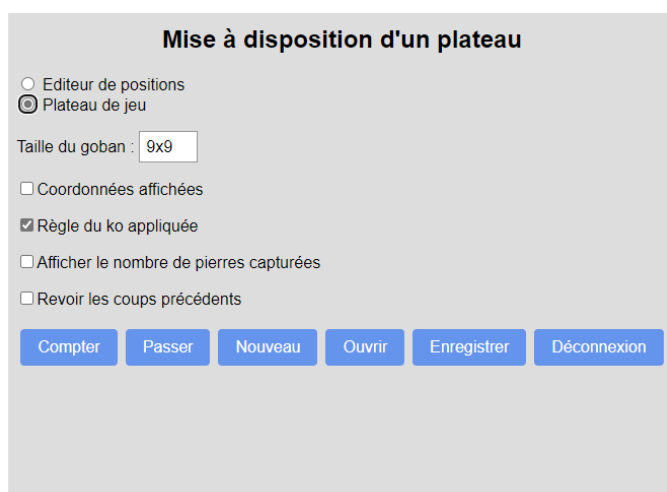 Mise à disposition d'un plateau
Editeur de positions
Plateau de jeu
Taille du goban : 9x9
Coordonnées affichées
Règle du ko appliquée
Afficher le nombre de pierres capturées
Revoir les coups précédents
Compter Passer Nouveau Ouvrir Enregistrer Déconnexion